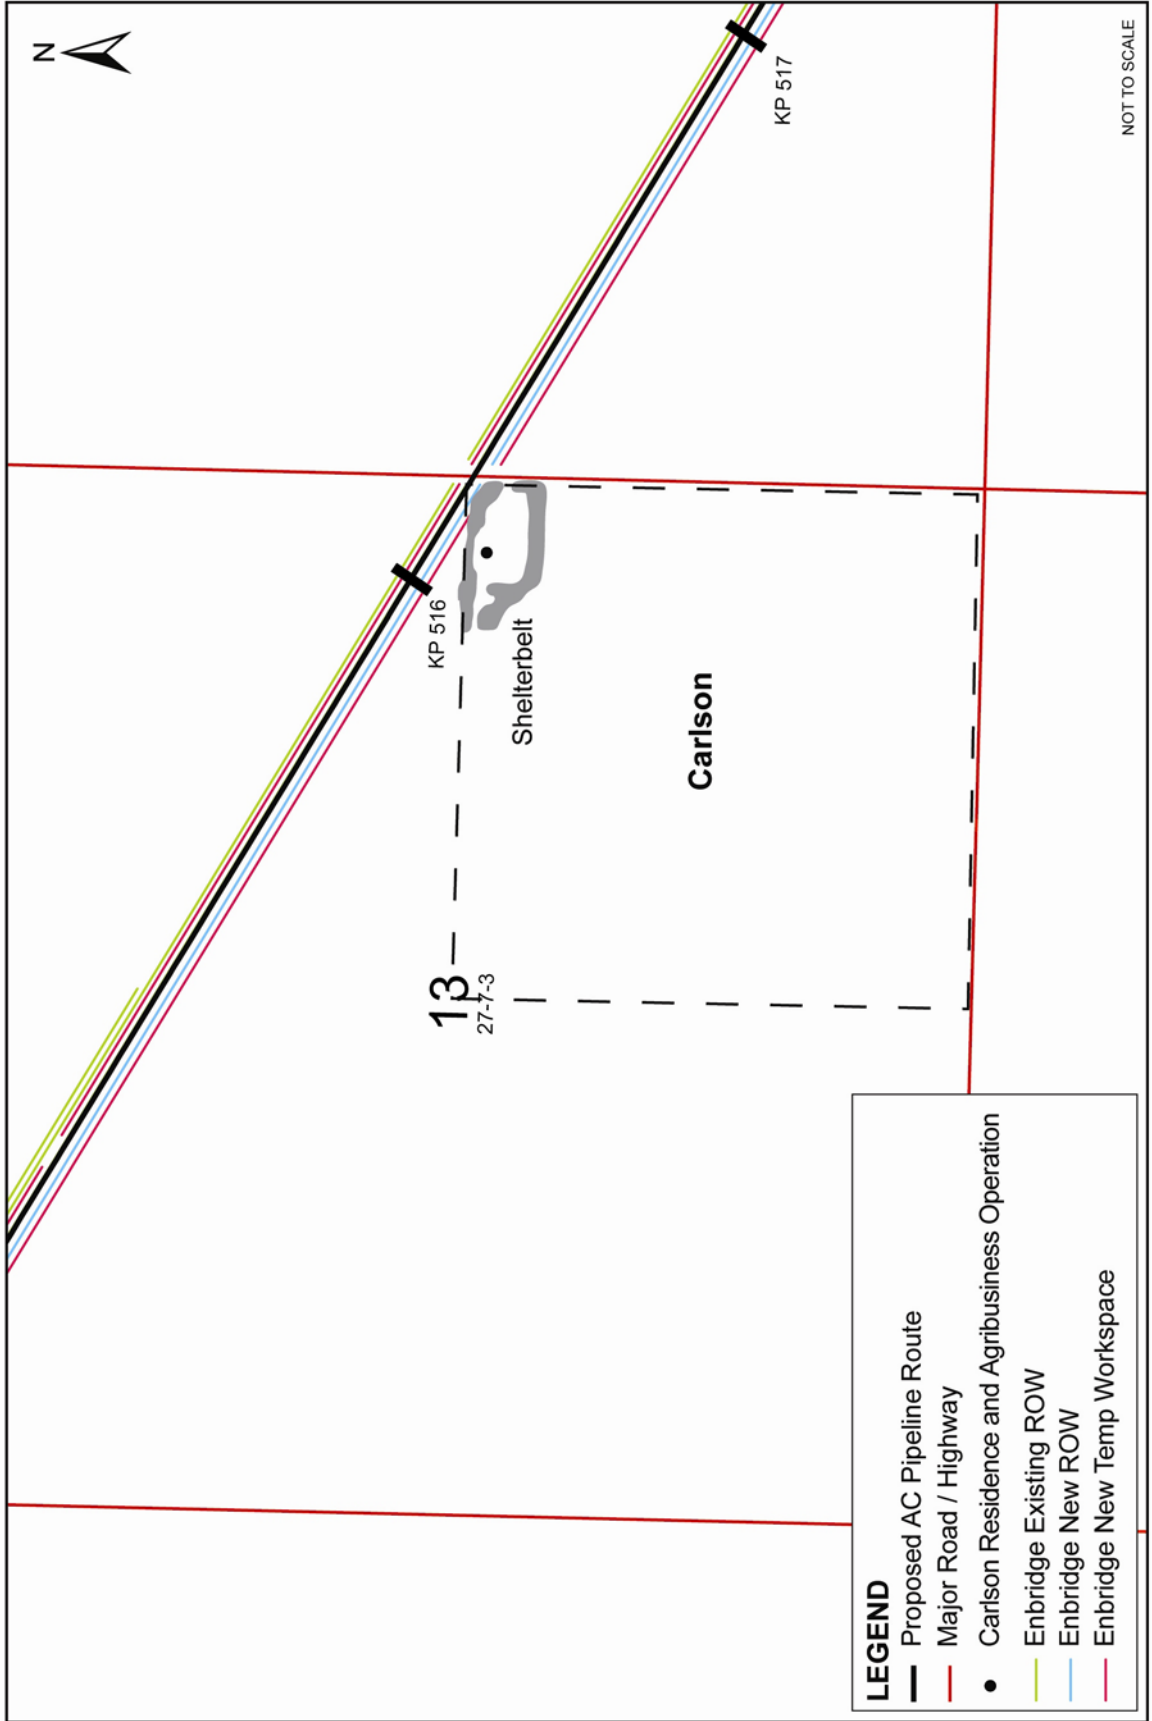 N
KP 516
KP 517
Shelterbelt
13
27-7-3
Carlson
LEGEND
Proposed AC Pipeline Route
Major Road / Highway
Carlson Residence and Agribusiness Operation
Enbridge Existing ROW
Enbridge New ROW
Enbridge New Temp Workspace
NOT TO SCALE